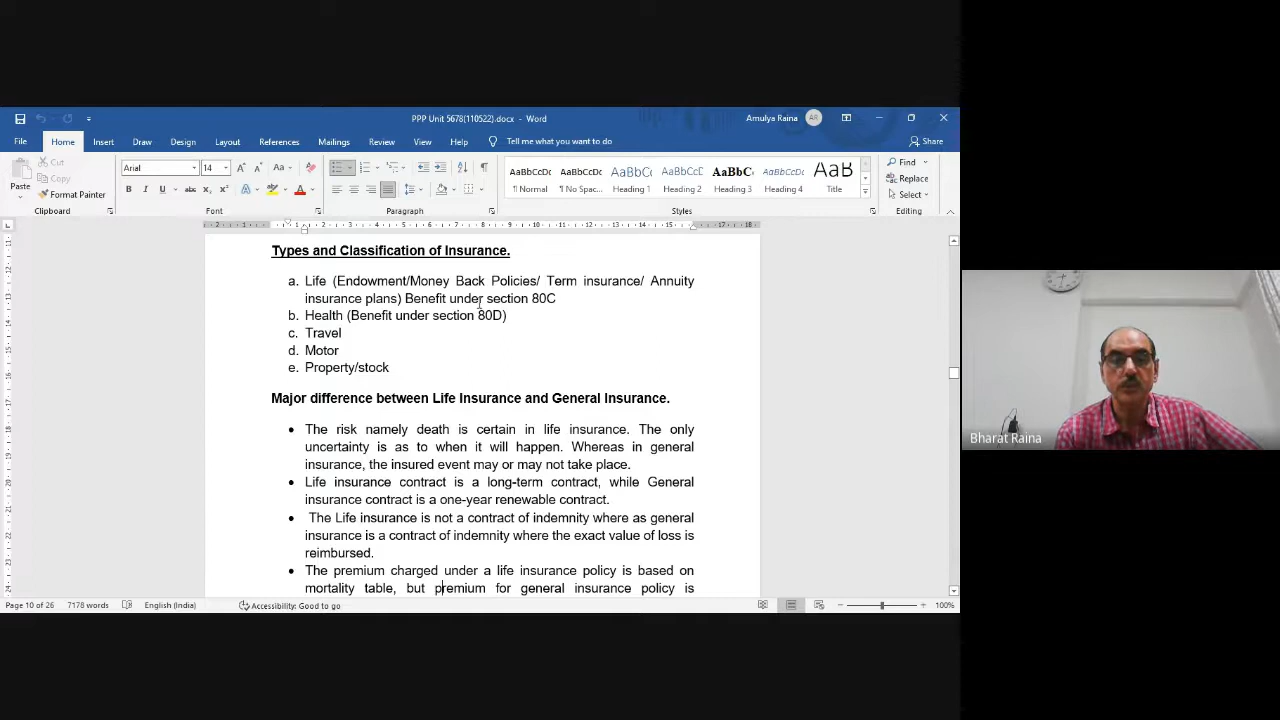 PPP Unit 5678(110522).docx - Word
Amulya Raina
AR
File Home Insert Draw Design Layout References Mailings Review View Help Tell me what you want to do Share
Paste
Cut
Copy
Format Painter
Clipboard
Arial 14
Font
Paragraph
AaBbCcDc AaBbCcDc AaBbCc AaBbCcC AaBbC AaBbCcDc AaB
¶ Normal ¶ No Spac... Heading 1 Heading 2 Heading 3 Heading 4 Title
Styles
Find
Replace
Select
Editing
Types and Classification of Insurance.
a. Life (Endowment/Money Back Policies/ Term insurance/ Annuity
insurance plans) Benefit under section 80C
b. Health (Benefit under section 80D)
c. Travel
d. Motor
e. Property/stock
Major difference between Life Insurance and General Insurance.
• The risk namely death is certain in life insurance. The only
uncertainty is as to when it will happen. Whereas in general
insurance, the insured event may or may not take place.
• Life insurance contract is a long-term contract, while General
insurance contract is a one-year renewable contract.
• The Life insurance is not a contract of indemnity where as general
insurance is a contract of indemnity where the exact value of loss is
reimbursed.
• The premium charged under a life insurance policy is based on
mortality table, but premium for general insurance policy is
Page 10 of 26 7178 words English (India) Accessibility: Good to go 100%
Bharat Raina